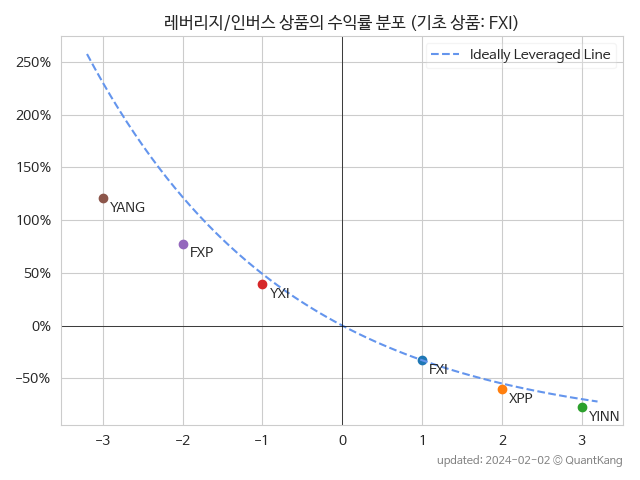 레버리지/인버스 상품의 수익률 분포 (기초 상품: FXI)
Ideally Leveraged Line
250%
200%
150%
100%
50%
0%
−50%
YANG
FXP
YXI
FXI
XPP
YINN
−3 −2 −1 0 1 2 3
updated: 2024-02-02 © QuantKang